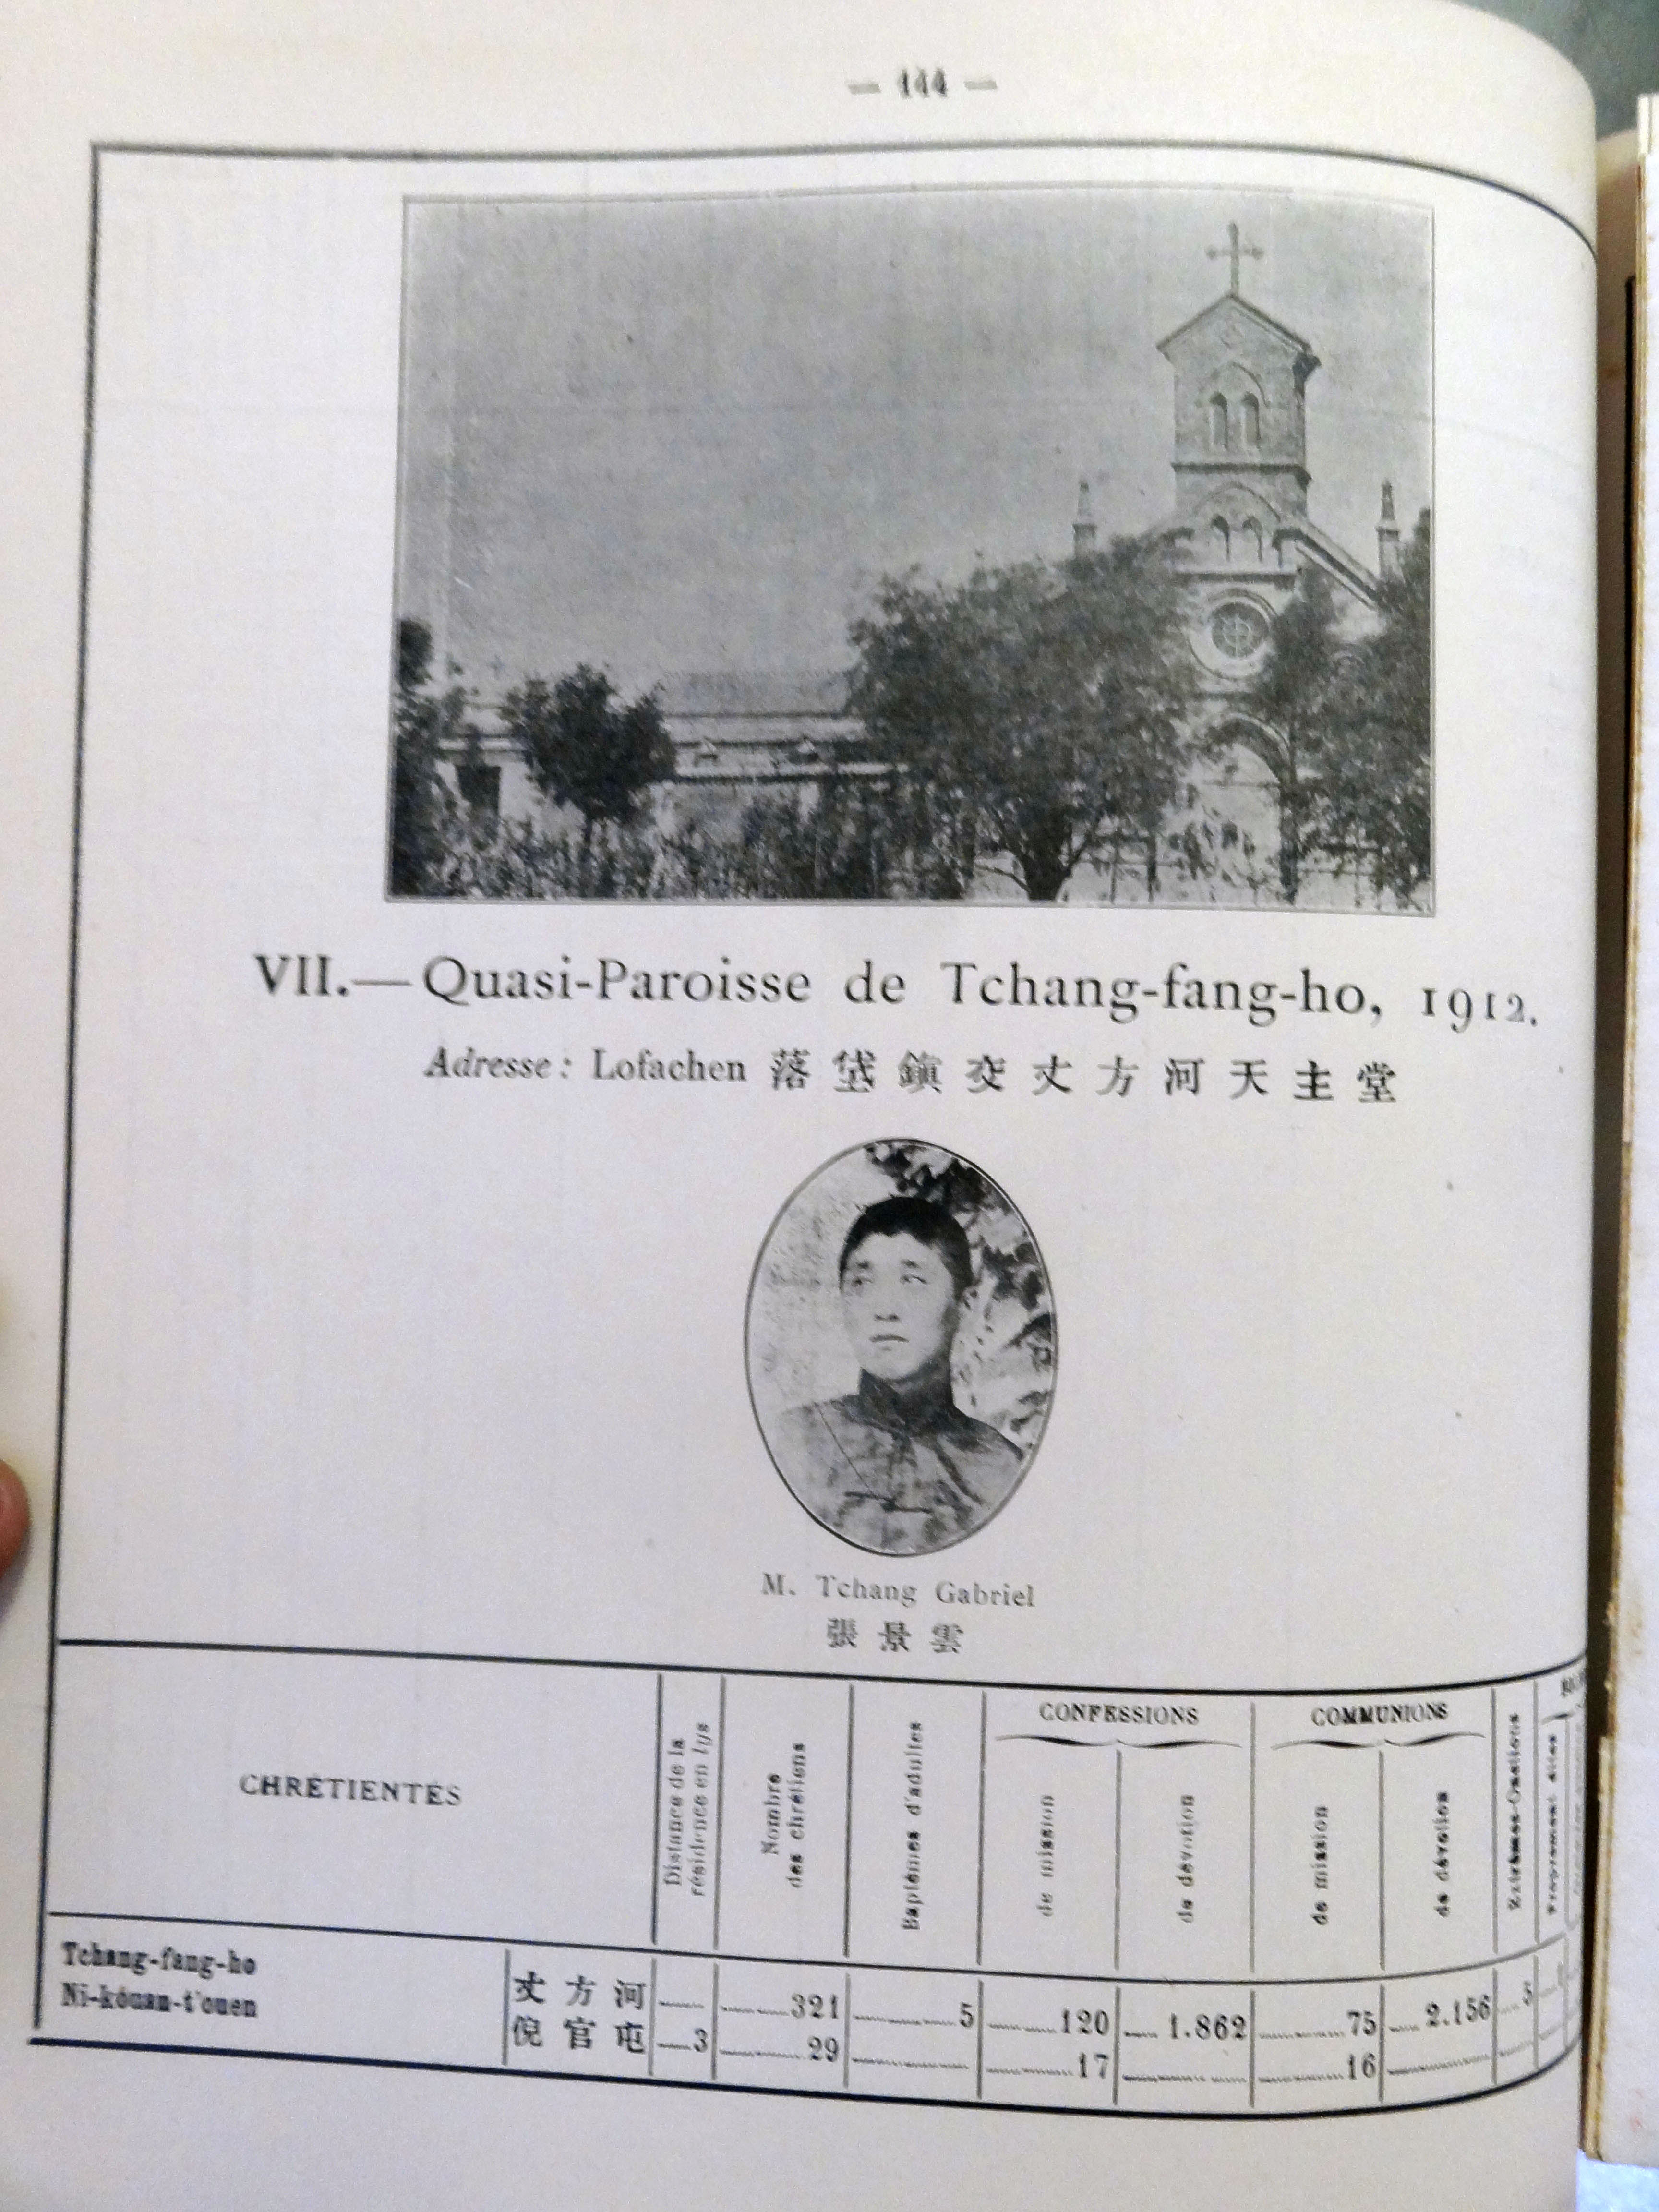 — 144 —
VII.— Quasi-Paroisse de Tchang-fang-ho, 1912.
Adresse : Lofachen 落垡鎮交丈方河天主堂
M. Tchang Gabriel
張景雲
CHRÉTIENTÉS
Distance de la
résidence en lys
Nombre
des chrétiens
Baptêmes d'adultes
CONFESSIONS
de mission
de dévotion
COMMUNIONS
de mission
de dévotion
Extrêmes-Onctions
Proprement dites
Tchang-fang-ho 丈方河 321 5 120 1.862 75 2.156 5
Ni-kouan-t'ouen 倪官屯 3 29 17 16